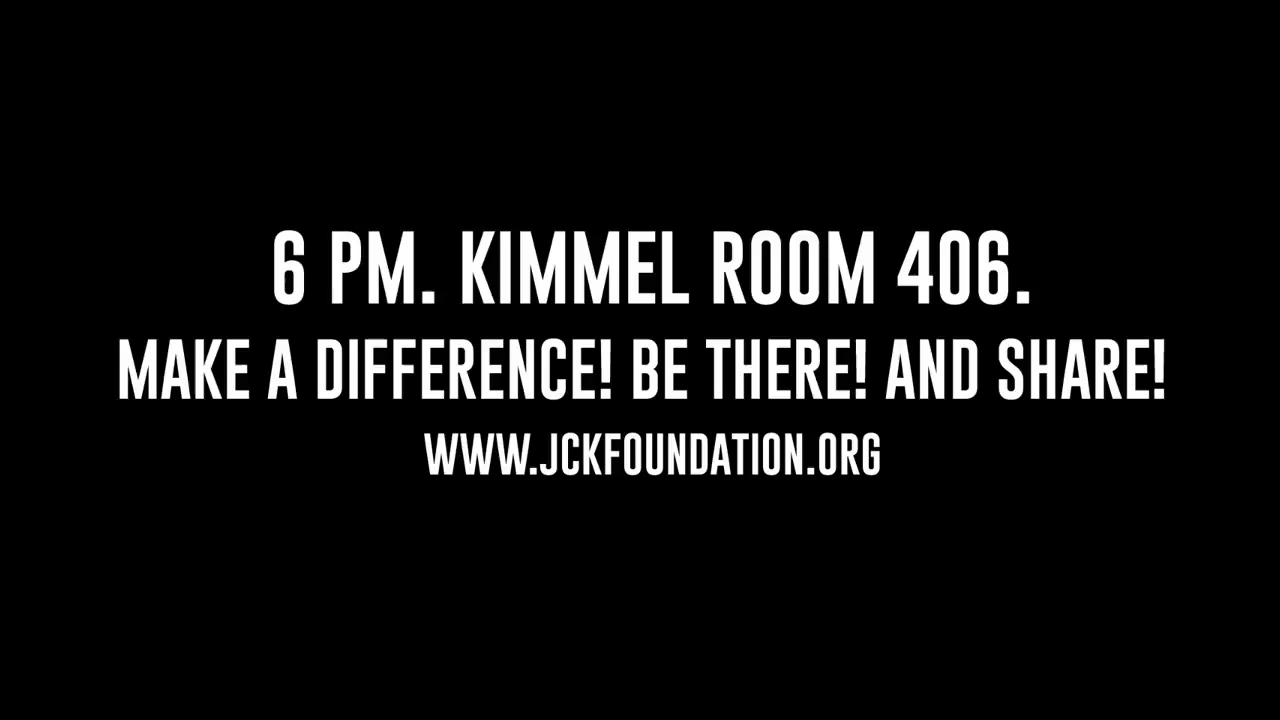 6 PM. KIMMEL ROOM 406.
MAKE A DIFFERENCE! BE THERE! AND SHARE!
WWW.JCKFOUNDATION.ORG